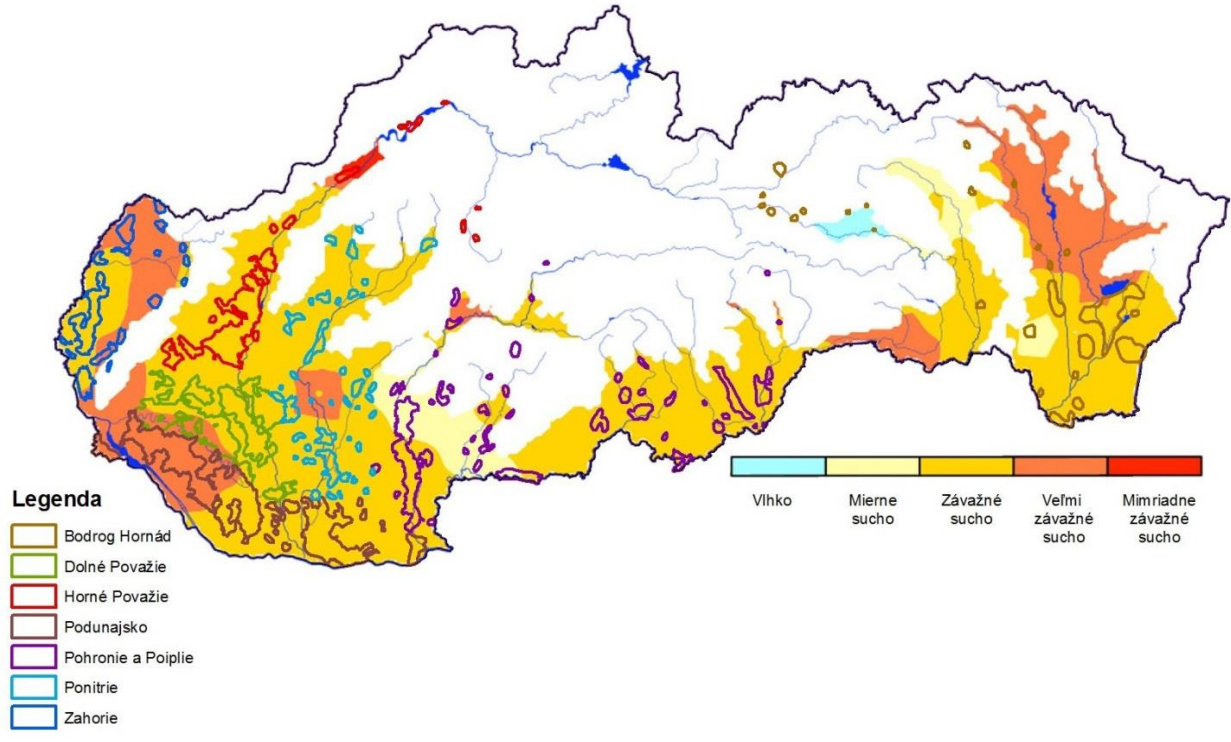 Legenda
Bodrog Hornád
Dolné Považie
Horné Považie
Podunajsko
Pohronie a Poiplie
Ponitrie
Zahorie
Vlhko
Mierne
sucho
Závažné
sucho
Veľmi
závažné
sucho
Mimriadne
závažné
sucho